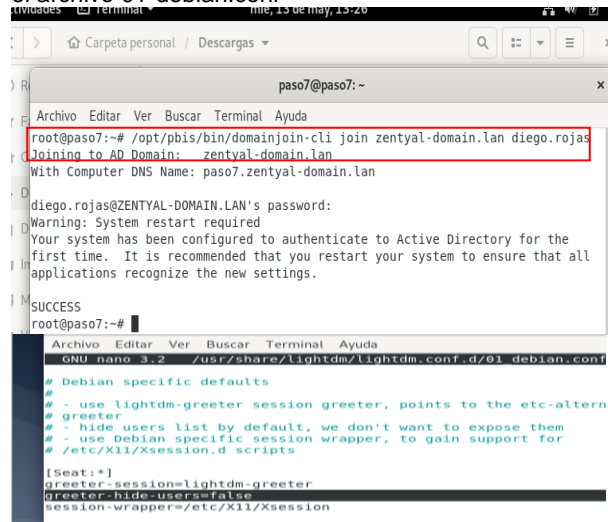 el archivo 01-debian.con.
Actividades Terminal mié, 13 de may, 13:26
Carpeta personal / Descargas
paso7@paso7: ~ x
Archivo Editar Ver Buscar Terminal Ayuda
root@paso7:~# /opt/pbis/bin/domainjoin-cli join zentyal-domain.lan diego.rojas
Joining to AD Domain: zentyal-domain.lan
With Computer DNS Name: paso7.zentyal-domain.lan
diego.rojas@ZENTYAL-DOMAIN.LAN's password:
Warning: System restart required
Your system has been configured to authenticate to Active Directory for the
first time. It is recommended that you restart your system to ensure that all
applications recognize the new settings.
SUCCESS
root@paso7:~#
Archivo Editar Ver Buscar Terminal Ayuda
GNU nano 3.2 /usr/share/lightdm/lightdm.conf.d/01_debian.conf
# Debian specific defaults
#
# - use lightdm-greeter session greeter, points to the etc-altern
# greeter
# - hide users list by default, we don't want to expose them
# - use Debian specific session wrapper, to gain support for
# /etc/X11/Xsession.d scripts
[Seat:*]
greeter-session=lightdm-greeter
greeter-hide-users=false
session-wrapper=/etc/X11/Xsession